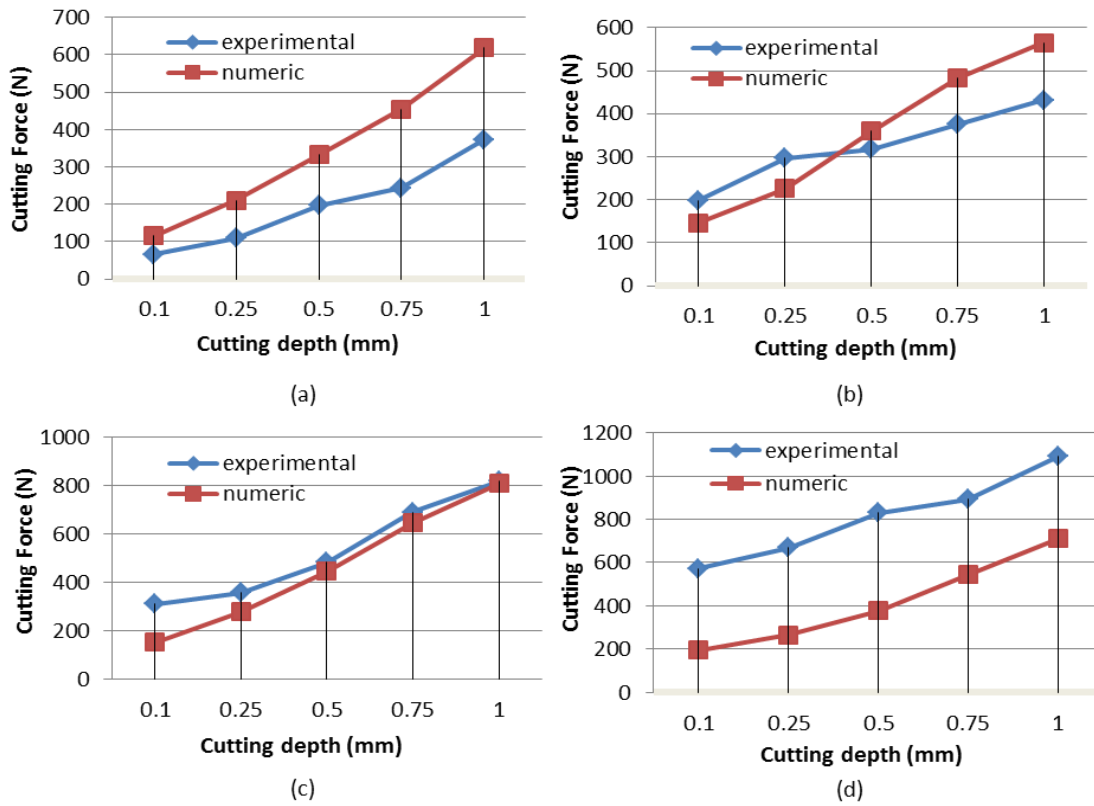 700
600
500
400
300
200
100
0
Cutting Force (N)
experimental
numeric
0.1 0.25 0.5 0.75 1
Cutting depth (mm)
(a)
600
500
400
300
200
100
0
Cutting Force (N)
experimental
numeric
0.1 0.25 0.5 0.75 1
Cutting depth (mm)
(b)
1000
800
600
400
200
0
Cutting Force (N)
experimental
numeric
0.1 0.25 0.5 0.75 1
Cutting depth (mm)
(c)
1200
1000
800
600
400
200
0
Cutting Force (N)
experimental
numeric
0.1 0.25 0.5 0.75 1
Cutting depth (mm)
(d)